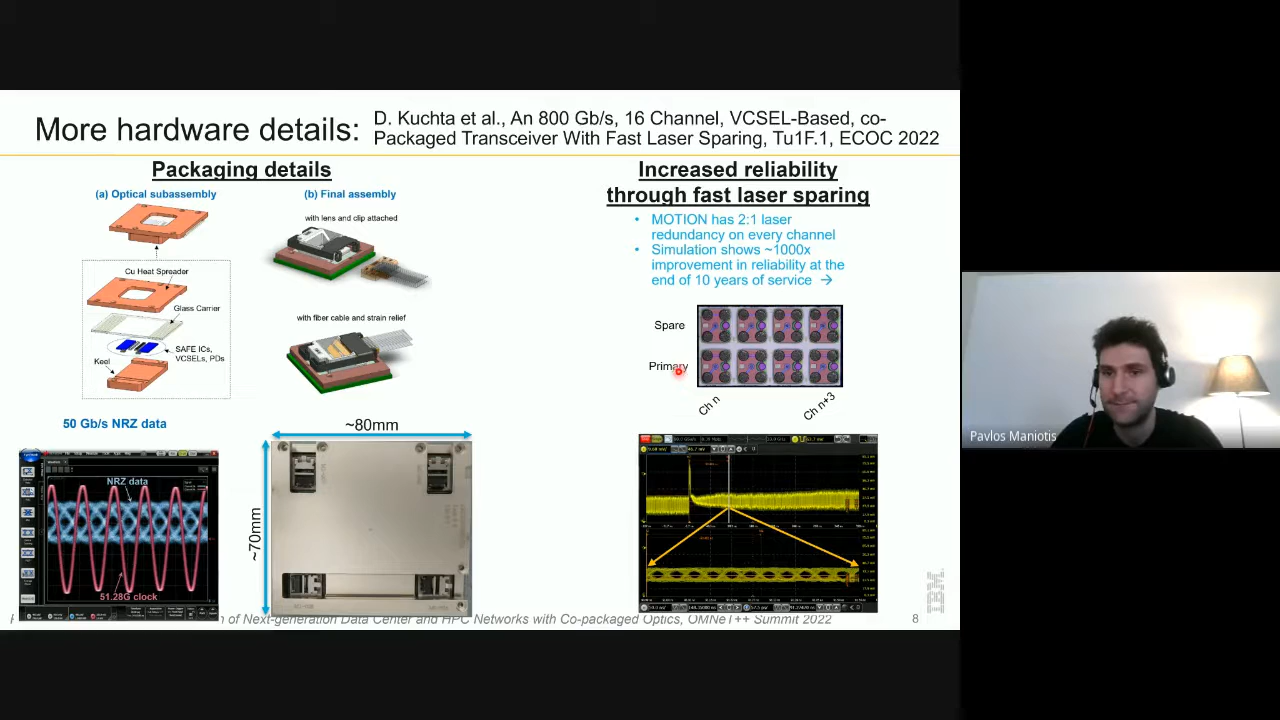 More hardware details:
D. Kuchta et al., An 800 Gb/s, 16 Channel, VCSEL-Based, co-
Packaged Transceiver With Fast Laser Sparing, Tu1F.1, ECOC 2022
Packaging details
(a) Optical subassembly
(b) Final assembly
with lens and clip attached
Cu Heat Spreader
Glass Carrier
SAFE ICs,
VCSELs, PDs
Keel
with fiber cable and strain relief
50 Gb/s NRZ data
NRZ data
51.28G clock
~80mm
~70mm
Increased reliability
through fast laser sparing
• MOTION has 2:1 laser
redundancy on every channel
• Simulation shows ~1000x
improvement in reliability at the
end of 10 years of service →
Spare
Primary
Ch n
Ch n+3
IBM
of Next-generation Data Center and HPC Networks with Co-packaged Optics, OMNeT++ Summit 2022
8
Pavlos Maniotis